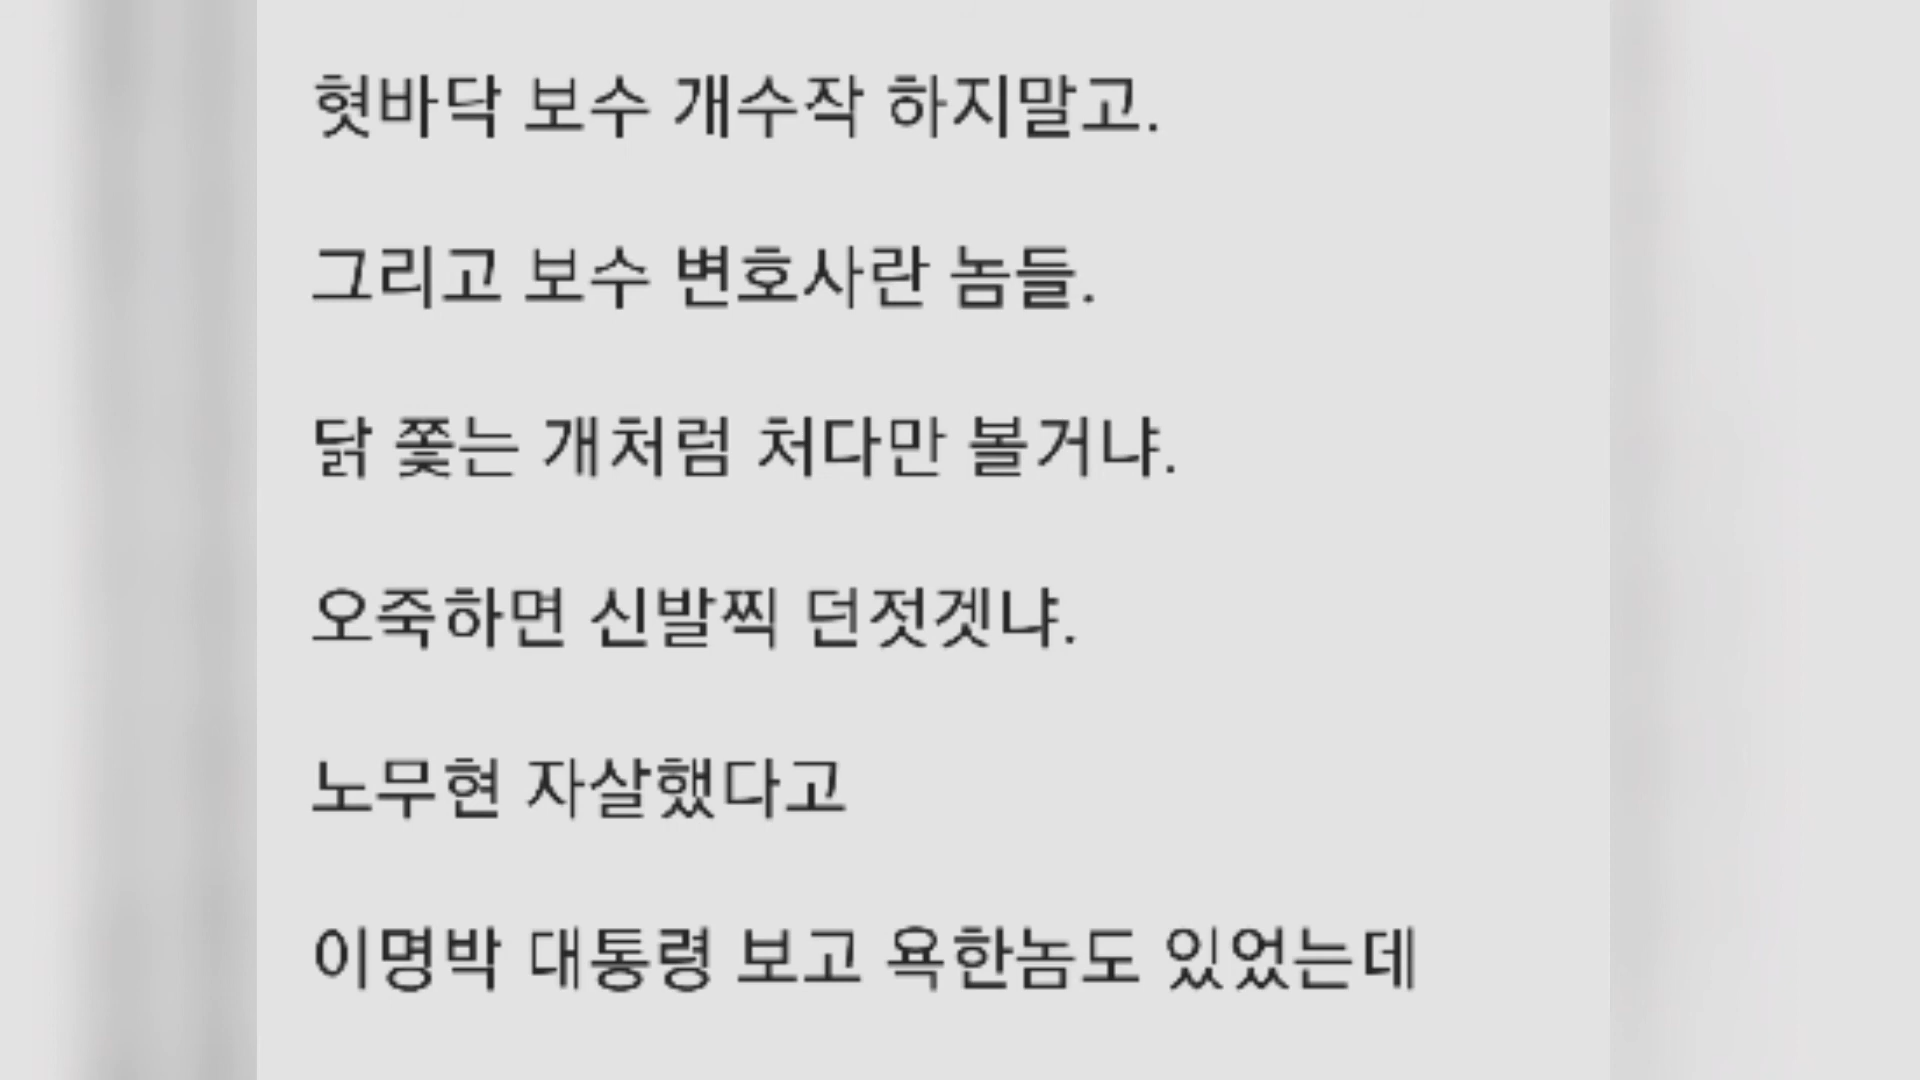 혓바닥 보수 개수작 하지말고.
그리고 보수 변호사란 놈들.
닭 쫓는 개처럼 처다만 볼거냐.
오죽하면 신발찍 던젓겟냐.
노무현 자살했다고
이명박 대통령 보고 욕한놈도 있었는데